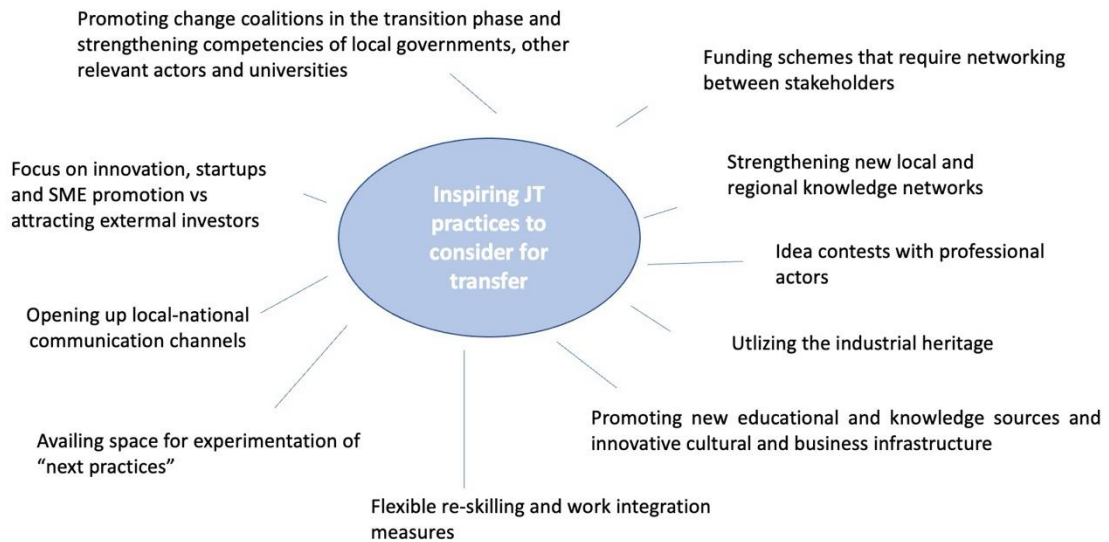 Promoting change coalitions in the transition phase and
strengthening competencies of local governments, other
relevant actors and universities
Funding schemes that require networking
between stakeholders
Focus on innovation, startups
and SME promotion vs
attracting extermal investors
Inspiring JT
practices to
consider for
transfer
Strengthening new local and
regional knowledge networks
Idea contests with professional
actors
Opening up local-national
communication channels
Utlizing the industrial heritage
Promoting new educational and knowledge sources and
innovative cultural and business infrastructure
Availing space for experimentation of
“next practices”
Flexible re-skilling and work integration
measures